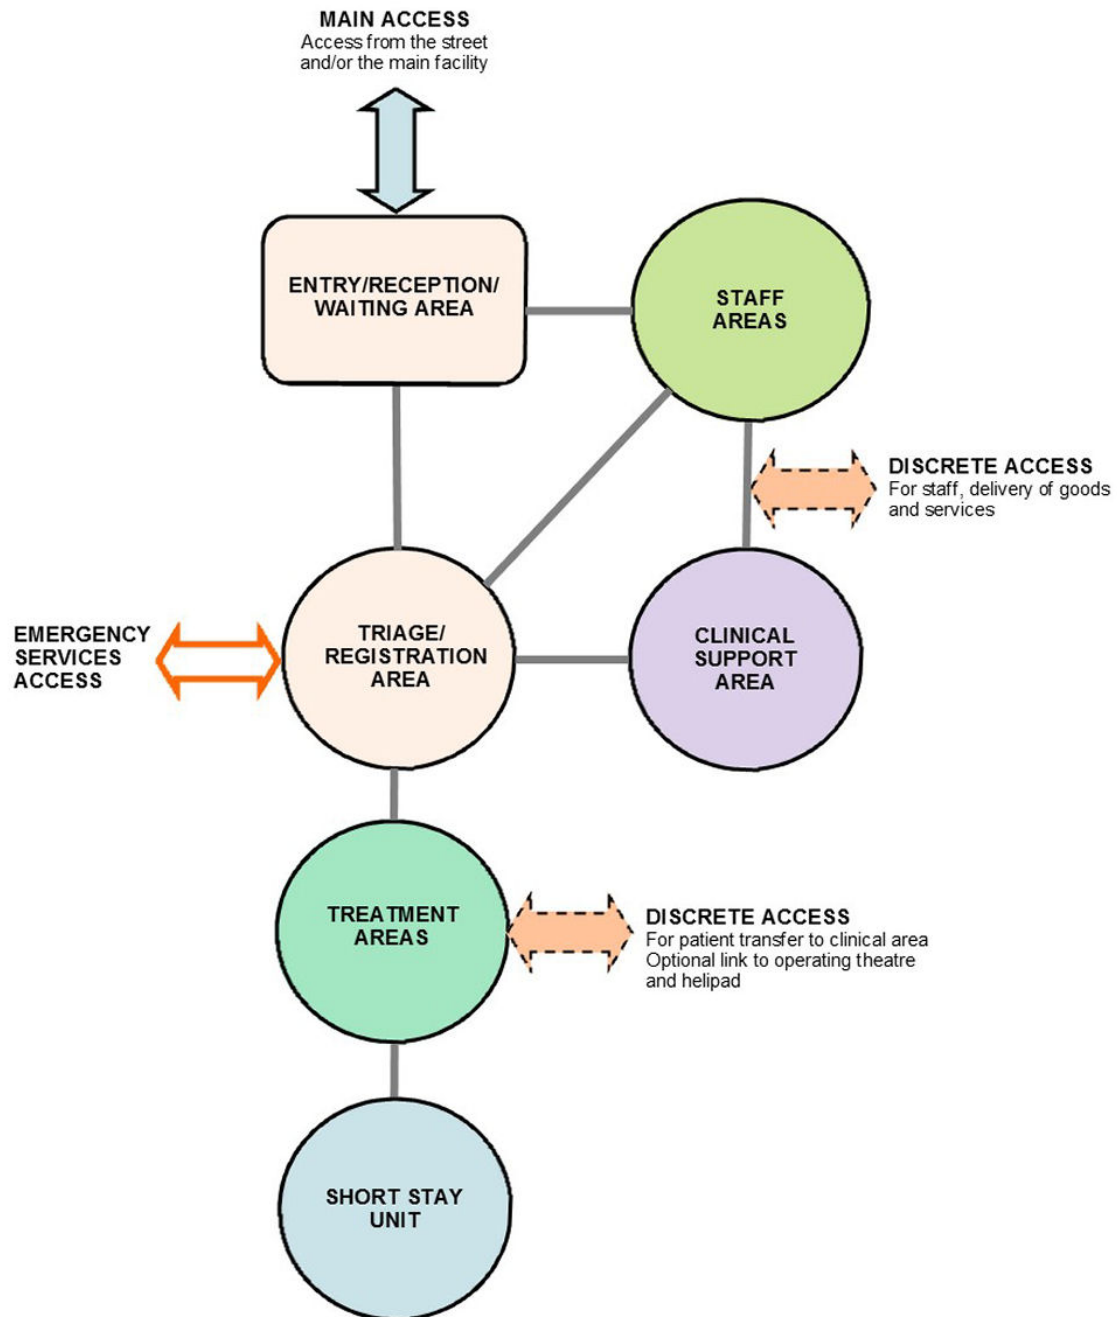 MAIN ACCESS
Access from the street
and/or the main facility
ENTRY/RECEPTION/
WAITING AREA
STAFF
AREAS
DISCRETE ACCESS
For staff, delivery of goods
and services
EMERGENCY
SERVICES
ACCESS
TRIAGE/
REGISTRATION
AREA
CLINICAL
SUPPORT
AREA
TREATMENT
AREAS
DISCRETE ACCESS
For patient transfer to clinical area
Optional link to operating theatre
and helipad
SHORT STAY
UNIT